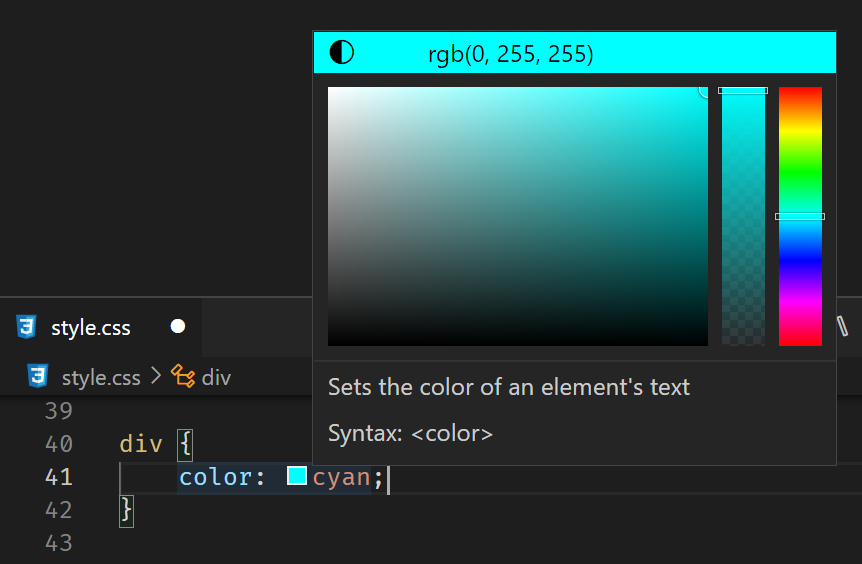 rgb(0, 255, 255)
style.css
style.css > div
Sets the color of an element's text
Syntax: <color>
39
40 div {
41 color: cyan;
42 }
43